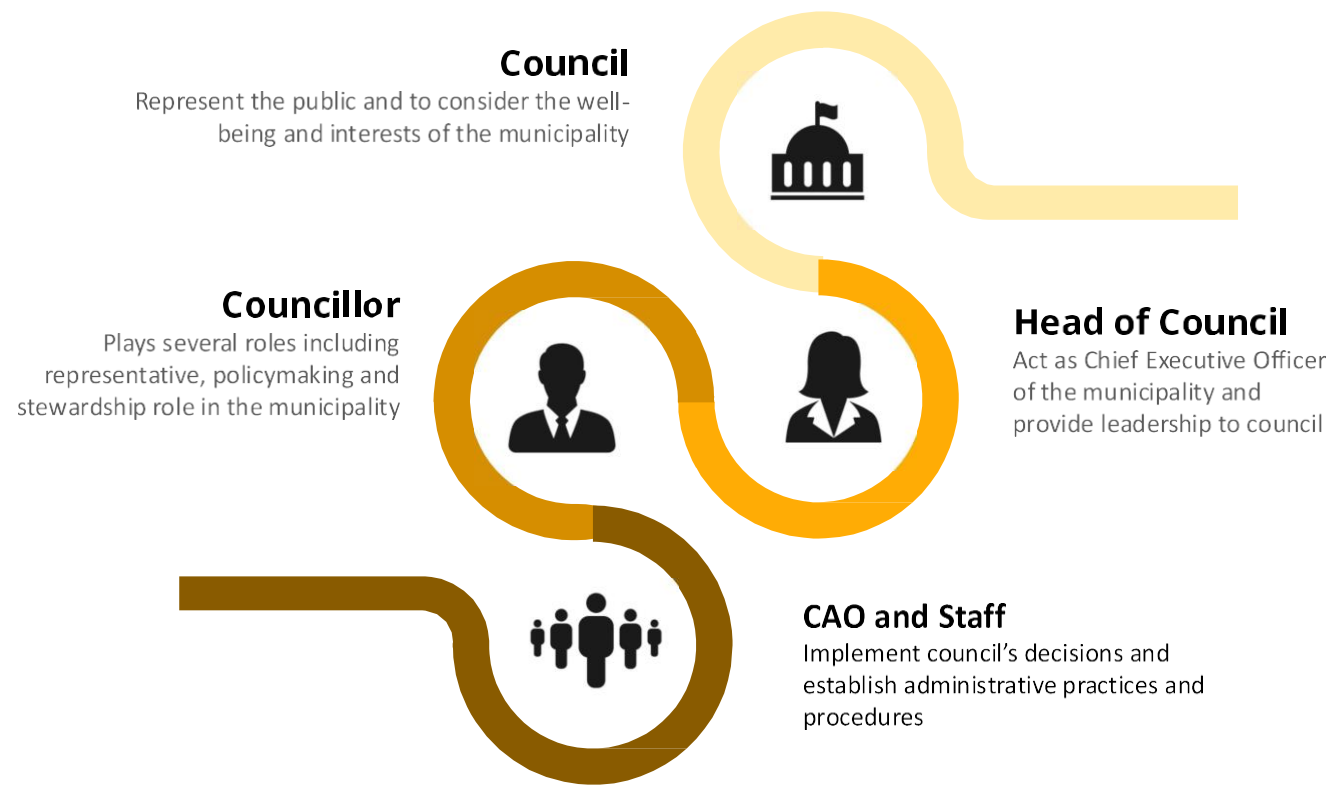 Council
Represent the public and to consider the well-
being and interests of the municipality
Head of Council
Act as Chief Executive Officer
of the municipality and
provide leadership to council
Councillor
Plays several roles including
representative, policymaking and
stewardship role in the municipality
CAO and Staff
Implement council’s decisions and
establish administrative practices and
procedures